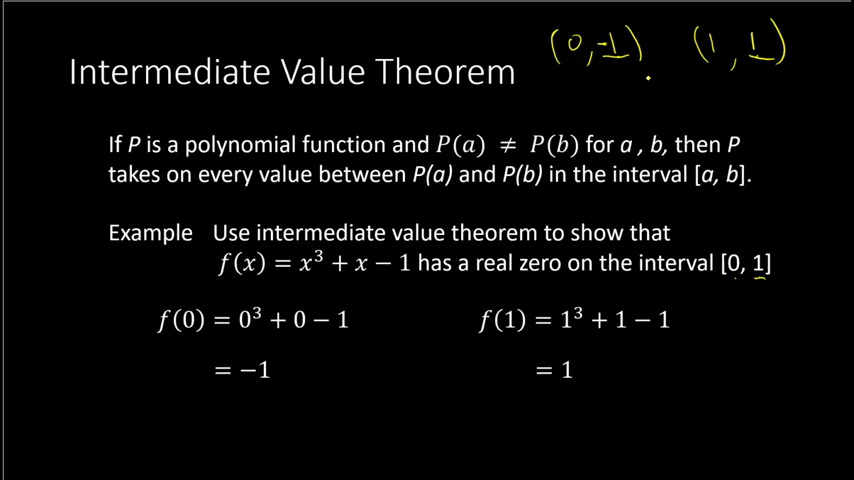 (0, -1) (1, 1)
Intermediate Value Theorem
If P is a polynomial function and P(a) ≠ P(b) for a , b, then P
takes on every value between P(a) and P(b) in the interval [a, b].
Example Use intermediate value theorem to show that
f(x) = x³ + x − 1 has a real zero on the interval [0, 1]
f(0) = 0³ + 0 − 1 f(1) = 1³ + 1 − 1
= −1 = 1